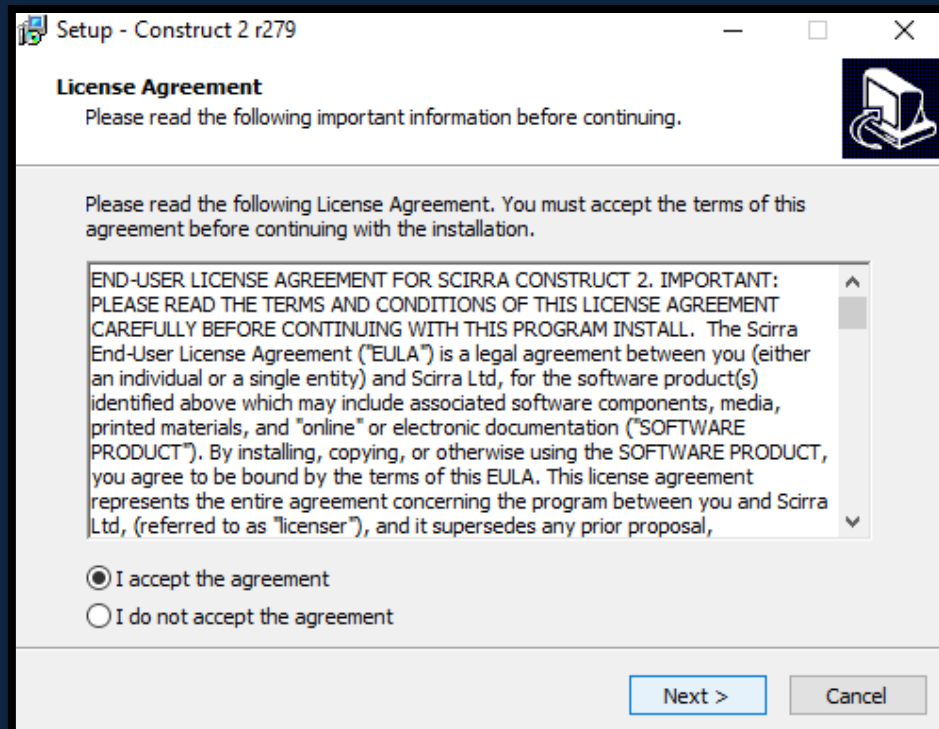 Setup - Construct 2 r279
License Agreement
Please read the following important information before continuing.
Please read the following License Agreement. You must accept the terms of this
agreement before continuing with the installation.
END-USER LICENSE AGREEMENT FOR SCIRRA CONSTRUCT 2. IMPORTANT:
PLEASE READ THE TERMS AND CONDITIONS OF THIS LICENSE AGREEMENT
CAREFULLY BEFORE CONTINUING WITH THIS PROGRAM INSTALL.  The Scirra
End-User License Agreement ("EULA") is a legal agreement between you (either
an individual or a single entity) and Scirra Ltd, for the software product(s)
identified above which may include associated software components, media,
printed materials, and "online" or electronic documentation ("SOFTWARE
PRODUCT"). By installing, copying, or otherwise using the SOFTWARE PRODUCT,
you agree to be bound by the terms of this EULA. This license agreement
represents the entire agreement concerning the program between you and Scirra
Ltd, (referred to as "licenser"), and it supersedes any prior proposal,
I accept the agreement
I do not accept the agreement
Next >
Cancel